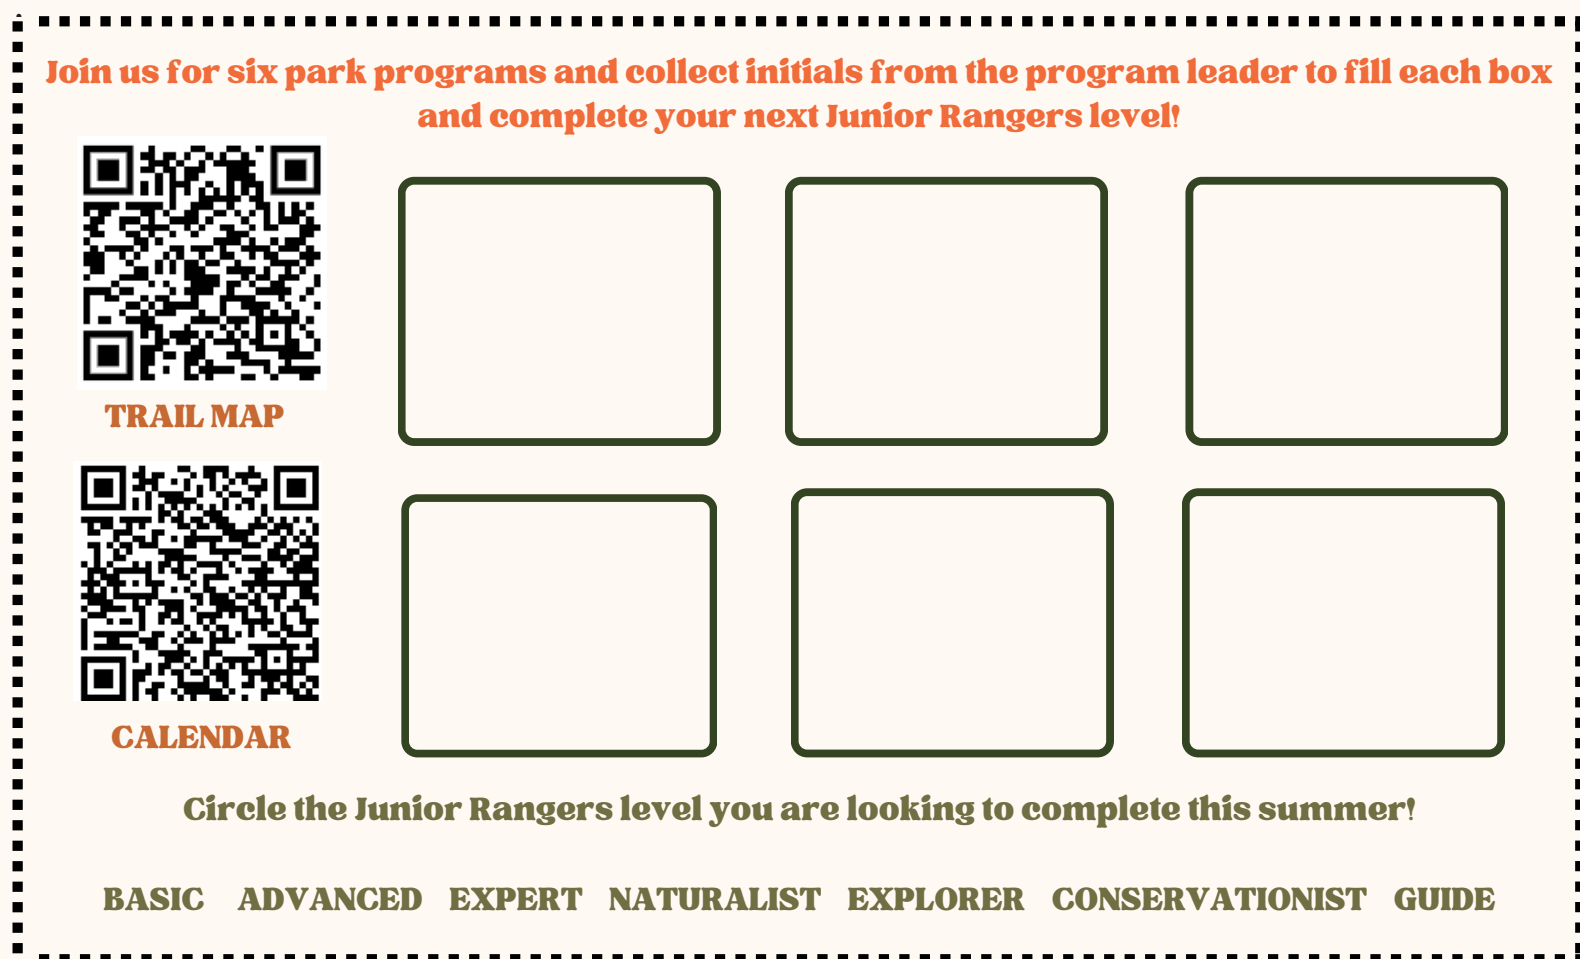 Join us for six park programs and collect initials from the program leader to fill each box
and complete your next Junior Rangers level!
TRAIL MAP
CALENDAR
Circle the Junior Rangers level you are looking to complete this summer!
BASIC ADVANCED EXPERT NATURALIST EXPLORER CONSERVATIONIST GUIDE